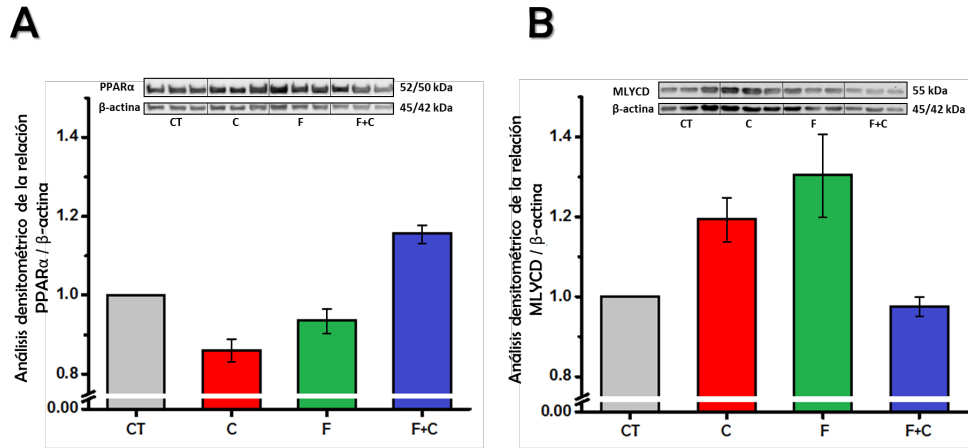 A
PPARα
52/50 kDa
β-actina
45/42 kDa
CT
C
F
F+C
Análisis densitométrico de la relación
PPARα / β-actina
1.4
1.2
1.0
0.8
0.00
CT
C
F
F+C
B
MLYCD
55 kDa
β-actina
45/42 kDa
CT
C
F
F+C
Análisis densitométrico de la relación
MLYCD / β-actina
1.4
1.2
1.0
0.8
0.00
CT
C
F
F+C